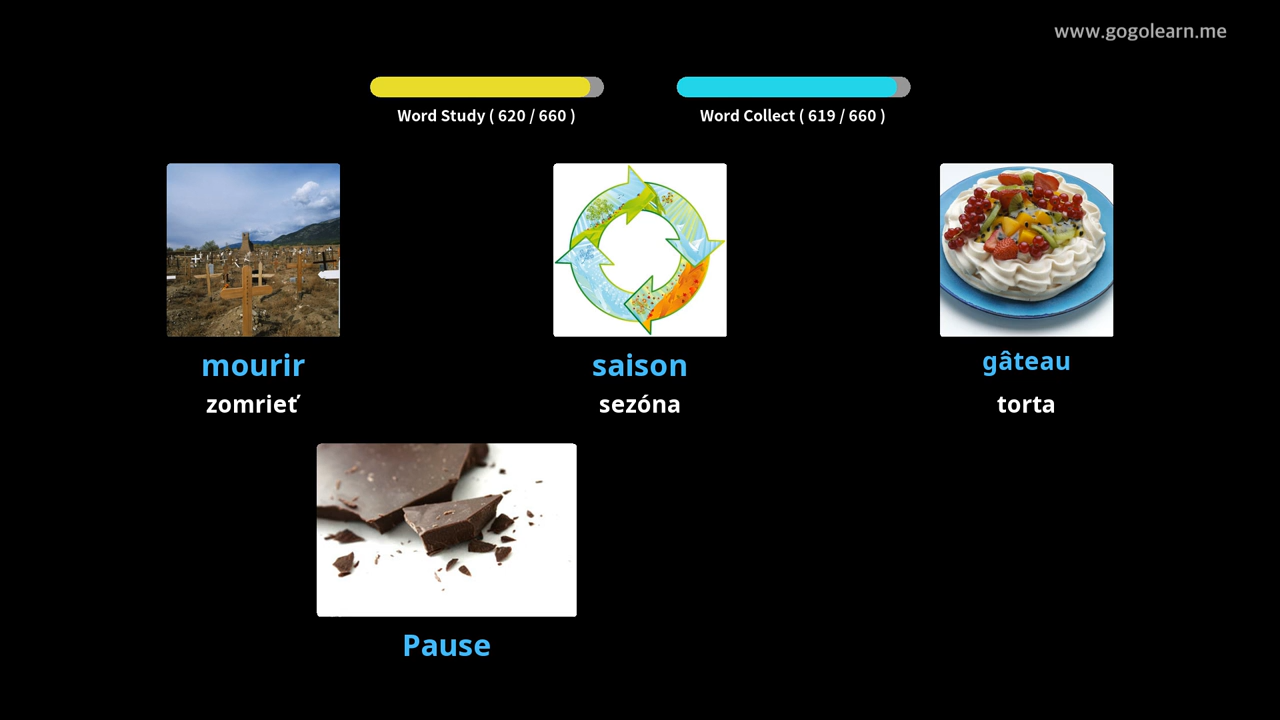 www.gogolearn.me
Word Study ( 620 / 660 )
Word Collect ( 619 / 660 )
mourir
zomrieť
saison
sezóna
gâteau
torta
Pause